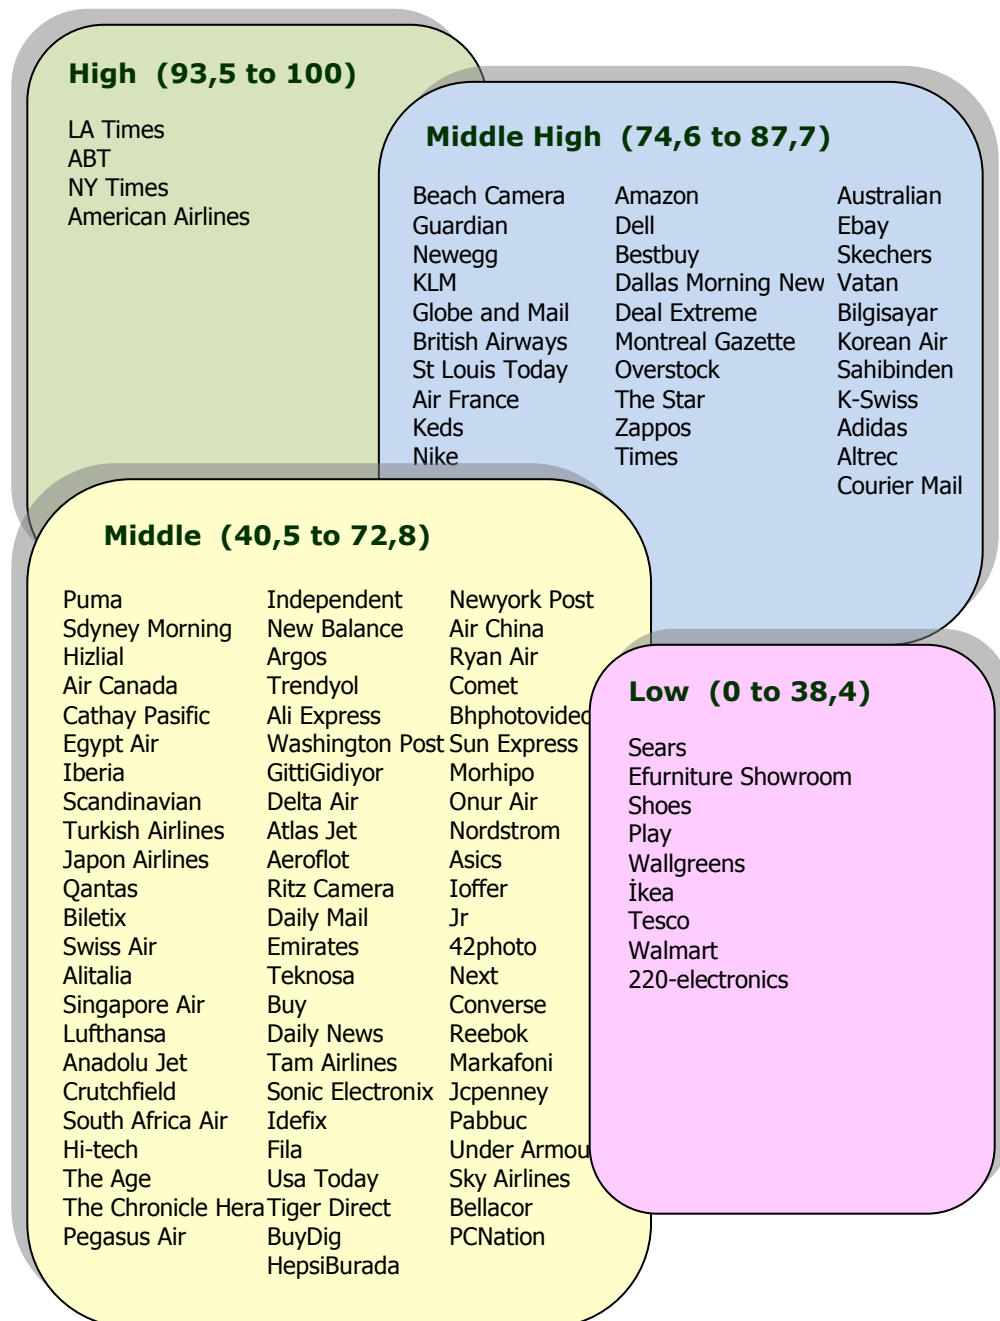 High (93,5 to 100)
LA Times
ABT
NY Times
American Airlines
Middle High (74,6 to 87,7)
Beach Camera
Guardian
Newegg
KLM
Globe and Mail
British Airways
St Louis Today
Air France
Keds
Nike
Amazon
Dell
Bestbuy
Dallas Morning New
Deal Extreme
Montreal Gazette
Overstock
The Star
Zappos
Times
Australian
Ebay
Skechers
Vatan
Bilgisayar
Korean Air
Sahibinden
K-Swiss
Adidas
Altrec
Courier Mail
Middle (40,5 to 72,8)
Puma
Sdyney Morning
Hizlial
Air Canada
Cathay Pasific
Egypt Air
Iberia
Scandinavian
Turkish Airlines
Japon Airlines
Qantas
Biletix
Swiss Air
Alitalia
Singapore Air
Lufthansa
Anadolu Jet
Crutchfield
South Africa Air
Hi-tech
The Age
The Chronicle Hera
Pegasus Air
Independent
New Balance
Argos
Trendyol
Ali Express
Washington Post
GittiGidiyor
Delta Air
Atlas Jet
Aeroflot
Ritz Camera
Daily Mail
Emirates
Teknosa
Buy
Daily News
Tam Airlines
Sonic Electronix
Idefix
Fila
Usa Today
Tiger Direct
BuyDig
HepsiBurada
Newyork Post
Air China
Ryan Air
Comet
Bhphotovideo
Sun Express
Morhipo
Onur Air
Nordstrom
Asics
Ioffer
Jr
42photo
Next
Converse
Reebok
Markafoni
Jcpenney
Pabbuc
Under Armou
Sky Airlines
Bellacor
PCNation
Low (0 to 38,4)
Sears
Efurniture Showroom
Shoes
Play
Wallgreens
İkea
Tesco
Walmart
220-electronics